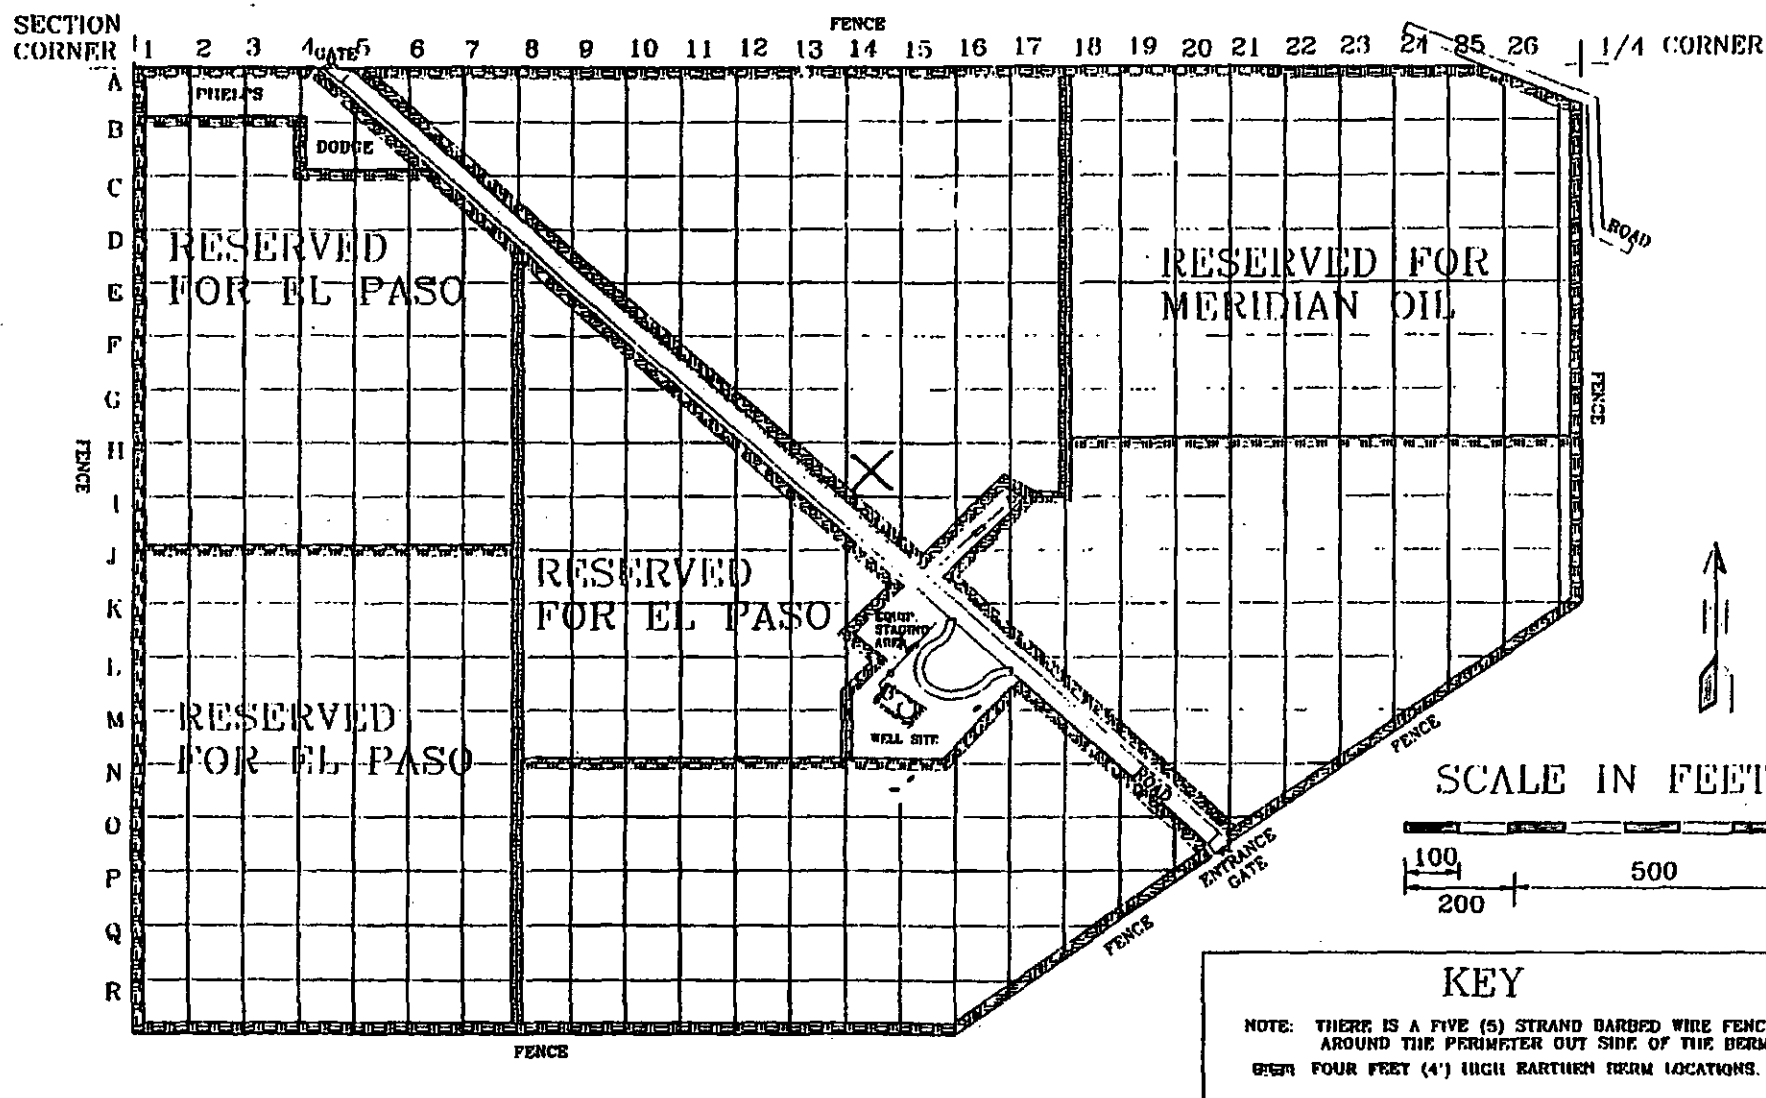 SECTION
CORNER
FENCE
1 2 3 4 GATE 5 6 7 8 9 10 11 12 13 14 15 16 17 18 19 20 21 22 23 24 25 26
1/4 CORNER
A
PHELPS
B
DODGE
C
D
RESERVED
FOR EL PASO
E
RESERVED FOR
MERIDIAN OIL
ROAD
F
G
FENCE
H
FENCE
I
J
RESERVED
FOR EL PASO
K
EQUIP.
STAGING
AREA
L
M
RESERVED
FOR EL PASO
WELL SITE
FENCE
N
ROAD
SCALE IN FEET
O
ENTRANCE
GATE
P
100
500
200
Q
FENCE
R
FENCE
KEY
NOTE: THERE IS A FIVE (5) STRAND BARBED WIRE FENC
AROUND THE PERIMETER OUT SIDE OF THE BERM
FOUR FEET (4') HIGH EARTHEN BERM LOCATIONS.